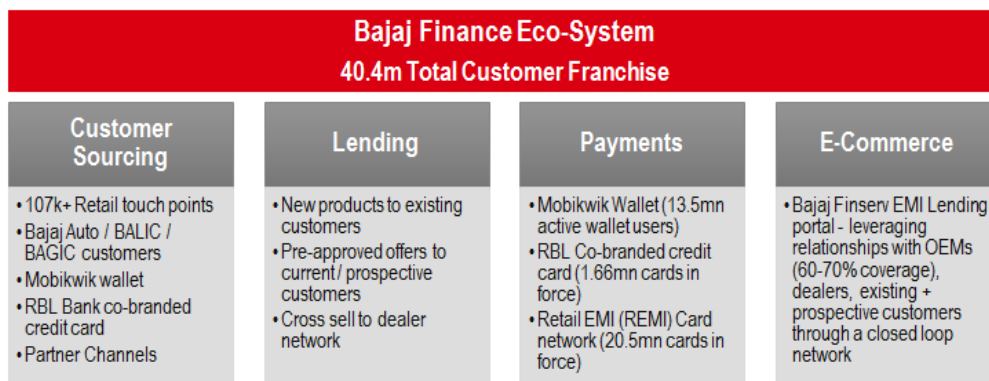 Bajaj Finance Eco-System
40.4m Total Customer Franchise
Customer
Sourcing
•107k+ Retail touch points
•Bajaj Auto / BALIC /
BAGIC customers
•Mobikwik wallet
•RBL Bank co-branded
credit card
•Partner Channels
Lending
•New products to existing
customers
•Pre-approved offers to
current / prospective
customers
•Cross sell to dealer
network
Payments
•Mobikwik Wallet (13.5mn
active wallet users)
•RBL Co-branded credit
card (1.66mn cards in
force)
•Retail EMI (REMI) Card
network (20.5mn cards in
force)
E-Commerce
•Bajaj Finserv EMI Lending
portal - leveraging
relationships with OEMs
(60-70% coverage),
dealers, existing +
prospective customers
through a closed loop
network